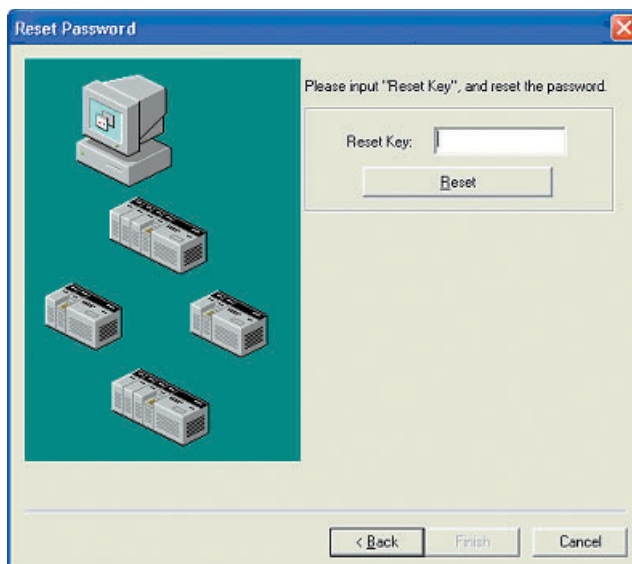 Reset Password
Please input "Reset Key", and reset the password.
Reset Key:
Reset
< Back
Finish
Cancel